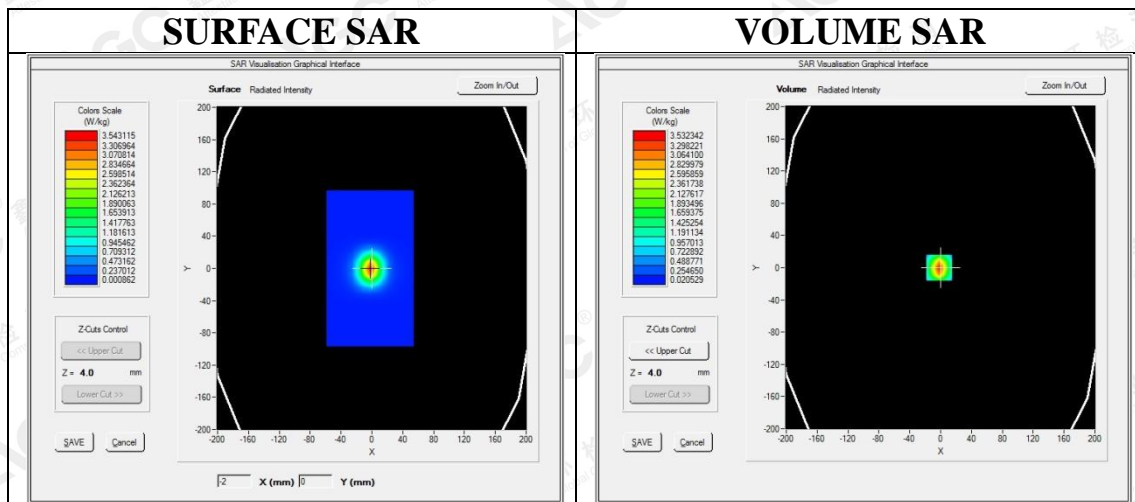 SURFACE SAR
VOLUME SAR
SAR Visualisation Graphical Interface
Surface Radiated Intensity
Zoom In/Out
Colors Scale
(W/kg)
3.543115
3.306964
3.070814
2.834664
2.598514
2.362364
2.126213
1.890063
1.653913
1.417763
1.181613
0.945462
0.709312
0.473162
0.237012
0.000862
Z-Cuts Control
<< Upper Cut
Z = 4.0 mm
Lower Cut >>
SAVE Cancel
200
160
120
80
40
0
-40
-80
-120
-160
-200
Y
-200 -160 -120 -80 -40 0 40 80 120 160 200
X
-2 X (mm) 0 Y (mm)
SAR Visualisation Graphical Interface
Volume Radiated Intensity
Zoom In/Out
Colors Scale
(W/kg)
3.532342
3.298221
3.064100
2.829979
2.595859
2.361738
2.127617
1.893496
1.659375
1.425254
1.191134
0.957013
0.722892
0.488771
0.254650
0.020529
Z-Cuts Control
<< Upper Cut
Z = 4.0 mm
Lower Cut >>
SAVE Cancel
200
160
120
80
40
0
-40
-80
-120
-160
-200
Y
-200 -160 -120 -80 -40 0 40 80 120 160 200
X